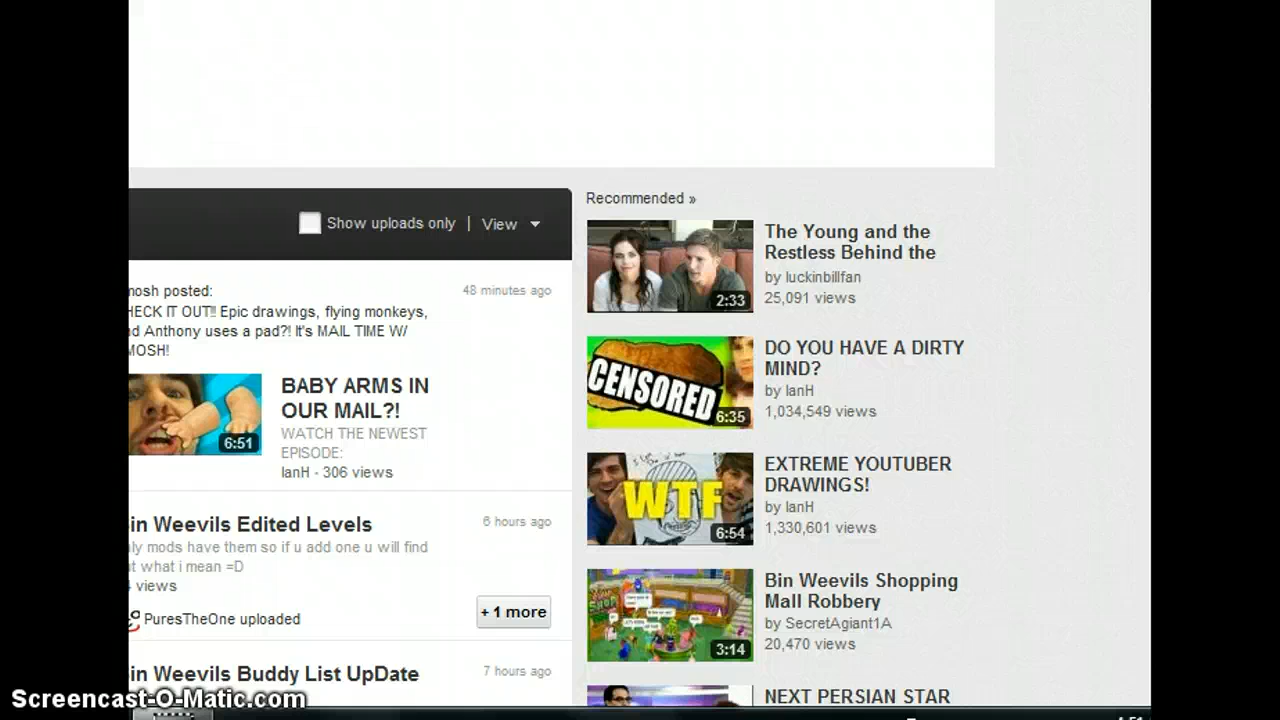 Show uploads only | View
mosh posted:
48 minutes ago
HECK IT OUT!! Epic drawings, flying monkeys,
nd Anthony uses a pad?! It's MAIL TIME W/
MOSH!
6:51
BABY ARMS IN
OUR MAIL?!
WATCH THE NEWEST
EPISODE:
IanH - 306 views
in Weevils Edited Levels
6 hours ago
ly mods have them so if u add one u will find
t what i mean =D
views
PuresTheOne uploaded
+ 1 more
in Weevils Buddy List UpDate
7 hours ago
Recommended »
2:33
The Young and the
Restless Behind the
by luckinbillfan
25,091 views
CENSORED
6:35
DO YOU HAVE A DIRTY
MIND?
by IanH
1,034,549 views
WTF
6:54
EXTREME YOUTUBER
DRAWINGS!
by IanH
1,330,601 views
3:14
Bin Weevils Shopping
Mall Robbery
by SecretAgiant1A
20,470 views
NEXT PERSIAN STAR
Screencast-O-Matic.com